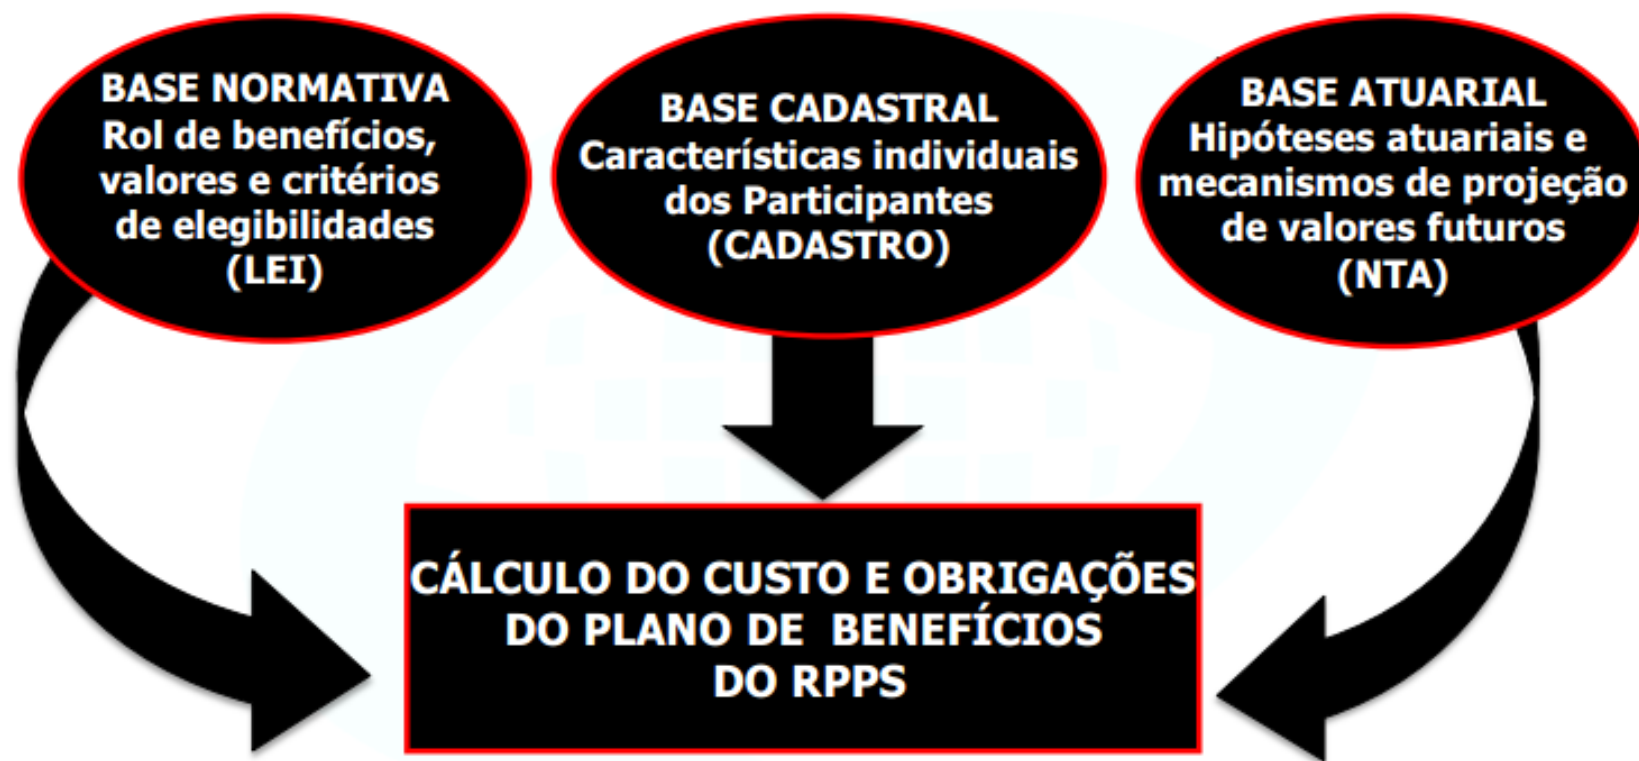 BASE NORMATIVA
Rol de benefícios,
valores e critérios
de elegibilidades
(LEI)
BASE CADASTRAL
Características individuais
dos Participantes
(CADASTRO)
BASE ATUARIAL
Hipóteses atuariais e
mecanismos de projeção
de valores futuros
(NTA)
CÁLCULO DO CUSTO E OBRIGAÇÕES
DO PLANO DE BENEFÍCIOS
DO RPPS